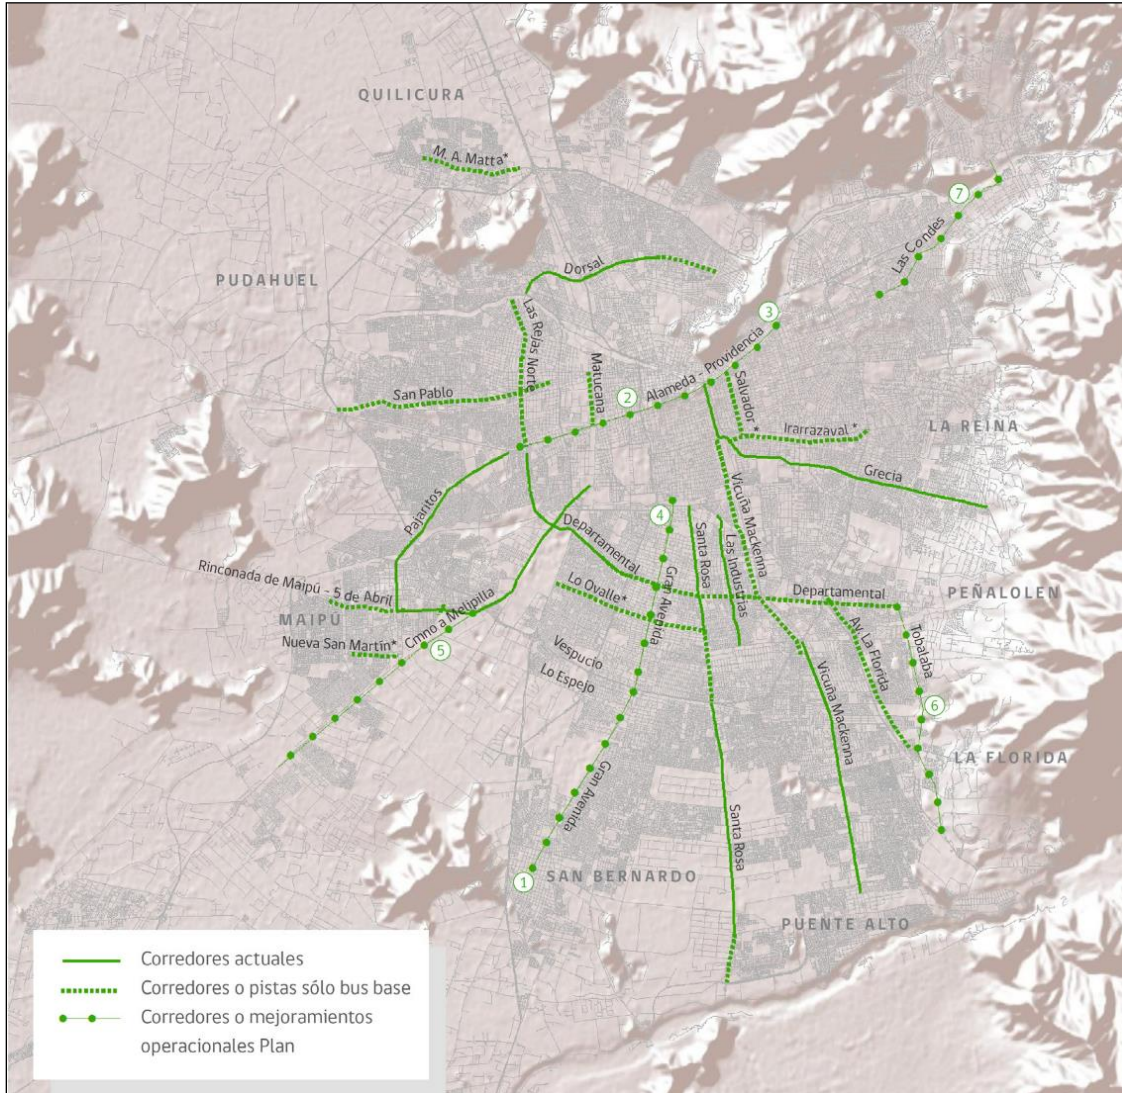 QUILICURA
M. A. Matta*
7
Las Condes
Dorsal
PUDAHUEL
Las Rejas Norte
3
Alameda - Providencia
Matucana
San Pablo
2
Salvador *
Irarrazaval *
LA REINA
Grecia
Pajaritos
Vicuña Mackenna
4
Departamental
Santa Rosa
Las Industrias
Rinconada de Maipú - 5 de Abril
Lo Ovalle*
Gran Avenida
Departamental
PEÑALOLEN
MAIPÚ
Cmno a Melipilla
Nueva San Martín*
5
Av. La Florida
Tobalaba
Vespucio
Lo Espejo
Vicuña Mackenna
6
LA FLORIDA
Gran Avenida
Santa Rosa
1
SAN BERNARDO
PUENTE ALTO
Corredores actuales
Corredores o pistas sólo bus base
Corredores o mejoramientos
operacionales Plan